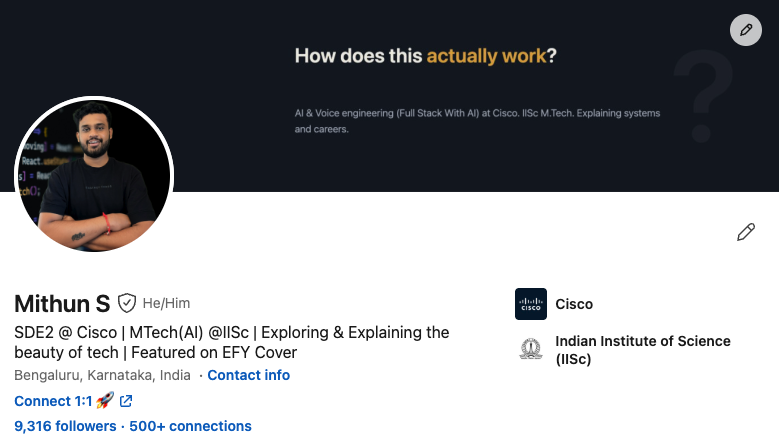 How does this actually work?
?
AI & Voice engineering (Full Stack With AI) at Cisco. IISc M.Tech. Explaining systems
and careers.
React.useState
Mithun S He/Him
SDE2 @ Cisco | MTech(AI) @IISc | Exploring & Explaining the
beauty of tech | Featured on EFY Cover
Bengaluru, Karnataka, India · Contact info
Connect 1:1 🚀
9,316 followers · 500+ connections
CISCO
Cisco
Indian Institute of Science
(IISc)